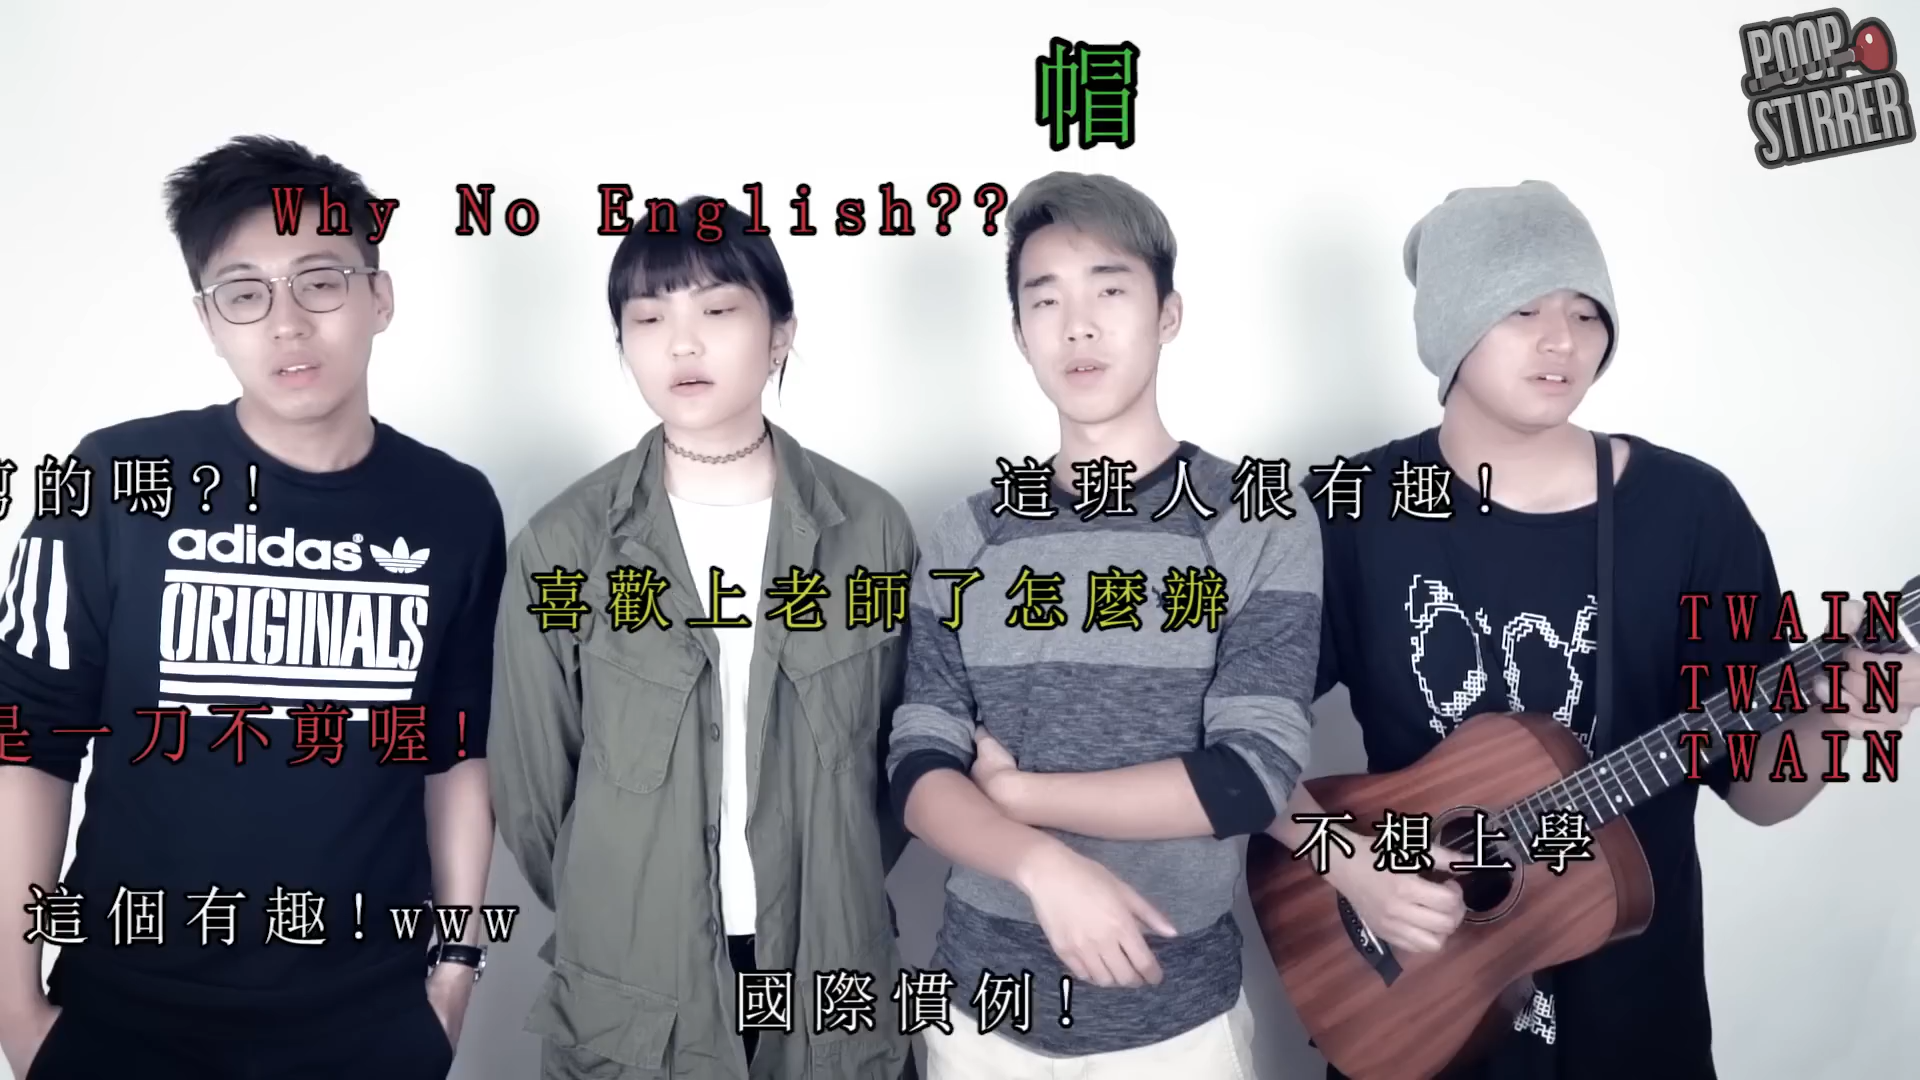 帽
POOP
STIRRER
Why No English??
的嗎?!
這班人很有趣!
adidas
ORIGINALS
喜歡上老師了怎麼辦
TWAIN
TWAIN
TWAIN
是一刀不剪喔!
不想上學
這個有趣!www
國際慣例!